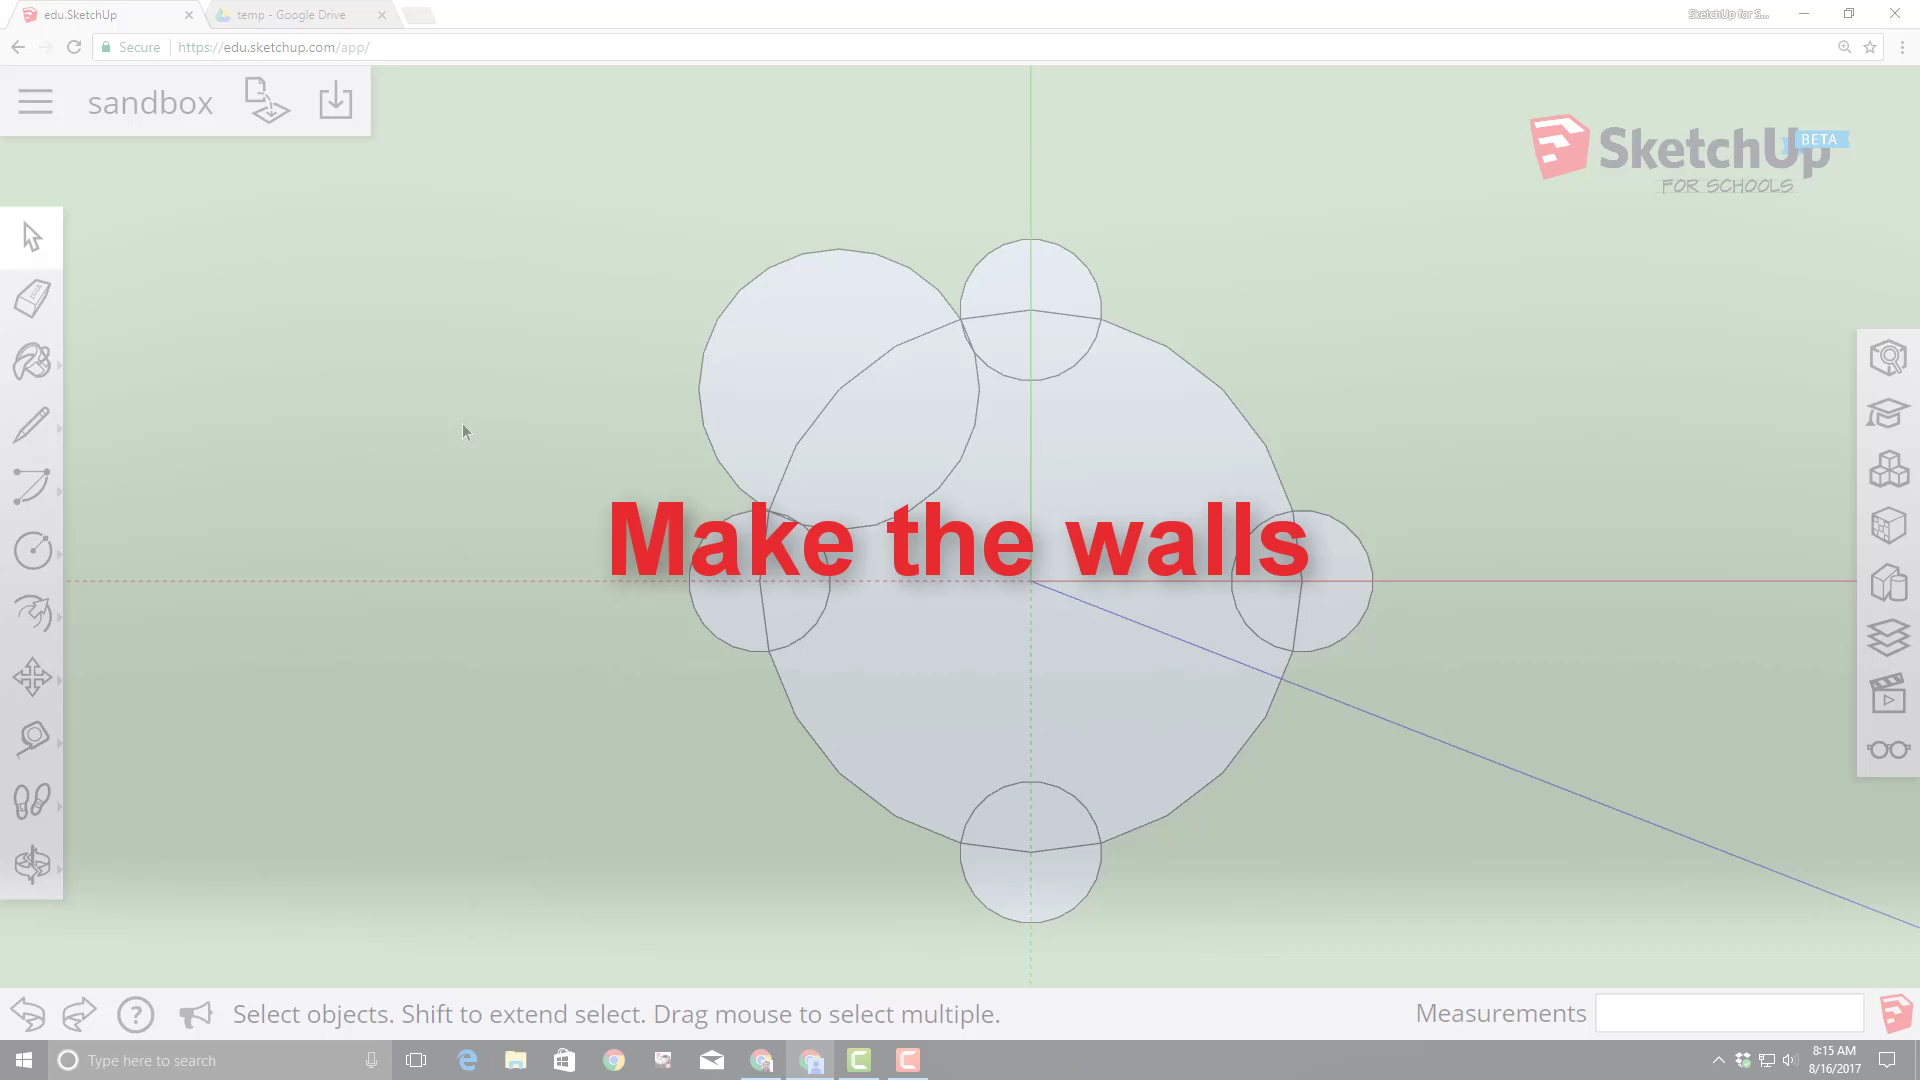 edu.SketchUp
temp - Google Drive
SketchUp for S...
Secure
https://edu.sketchup.com/app/
sandbox
SketchUp
BETA
FOR SCHOOLS
Make the walls
Select objects. Shift to extend select. Drag mouse to select multiple.
Measurements
Type here to search
8:15 AM
8/16/2017